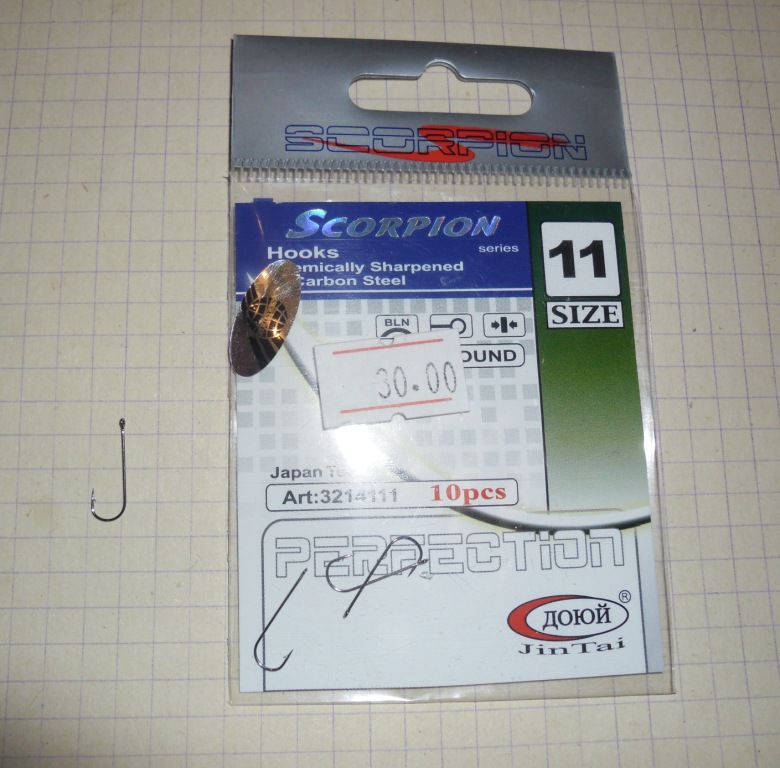 SCORPION
SCORPION
series
Hooks
emically Sharpened
Carbon Steel
11
SIZE
BLN
OUND
30.00
Japan
Art:3214111 10pcs
PERFECTION
ДОЮЙ ®
JinTai